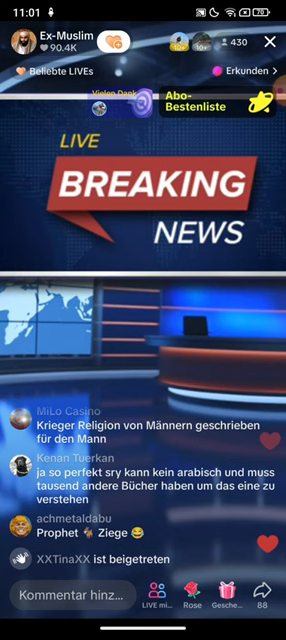 11:01
70
Ex-Muslim
90.4K
10+
10+
430
Beliebte LIVEs
Erkunden
Vielen Dank
Abo-
Bestenliste
LIVE
BREAKING
NEWS
MiLo Casino
Krieger Religion von Männern geschrieben
für den Mann
Kenan Tuerkan
ja so perfekt sry kann kein arabisch und muss
tausend andere Bücher haben um das eine zu
verstehen
achmetaldabu
Prophet 🐐 Ziege 😂
XXTinaXX ist beigetreten
Kommentar hinz...
LIVE mi...
Rose
Gesche...
88